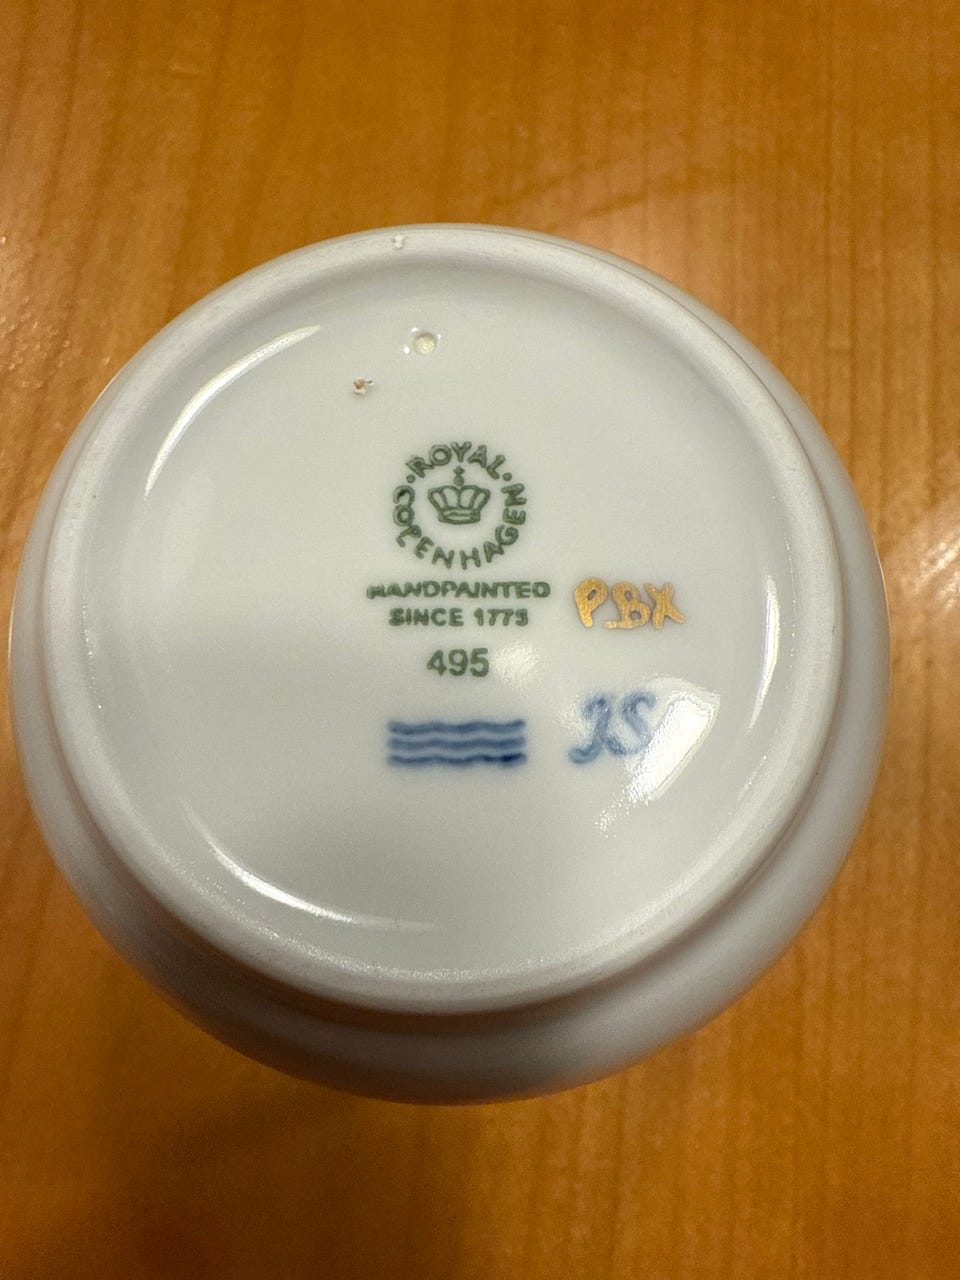 ROYAL COPENHAGEN
HANDPAINTED
SINCE 1775
PBX
495
JS